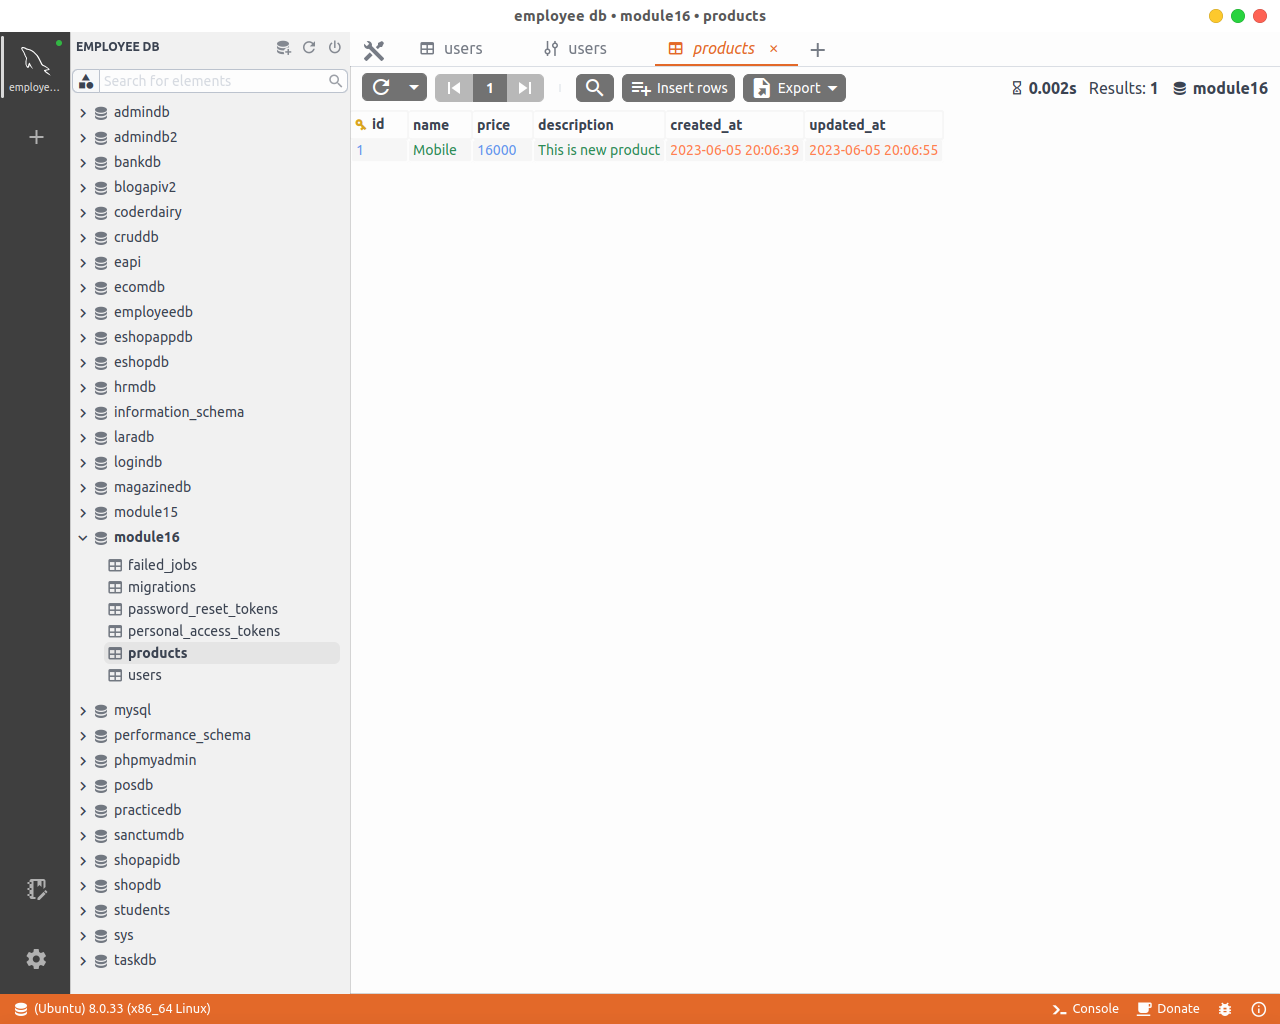 employee db • module16 • products
employe...
EMPLOYEE DB
Search for elements
admindb
admindb2
bankdb
blogapiv2
coderdairy
cruddb
eapi
ecomdb
employeedb
eshopappdb
eshopdb
hrmdb
information_schema
laradb
logindb
magazinedb
module15
module16
failed_jobs
migrations
password_reset_tokens
personal_access_tokens
products
users
mysql
performance_schema
phpmyadmin
posdb
practicedb
sanctumdb
shopapidb
shopdb
students
sys
taskdb
users users products × +
1 Insert rows Export 0.002s Results: 1 module16
id name price description created_at updated_at
1 Mobile 16000 This is new product 2023-06-05 20:06:39 2023-06-05 20:06:55
(Ubuntu) 8.0.33 (x86_64 Linux) Console Donate